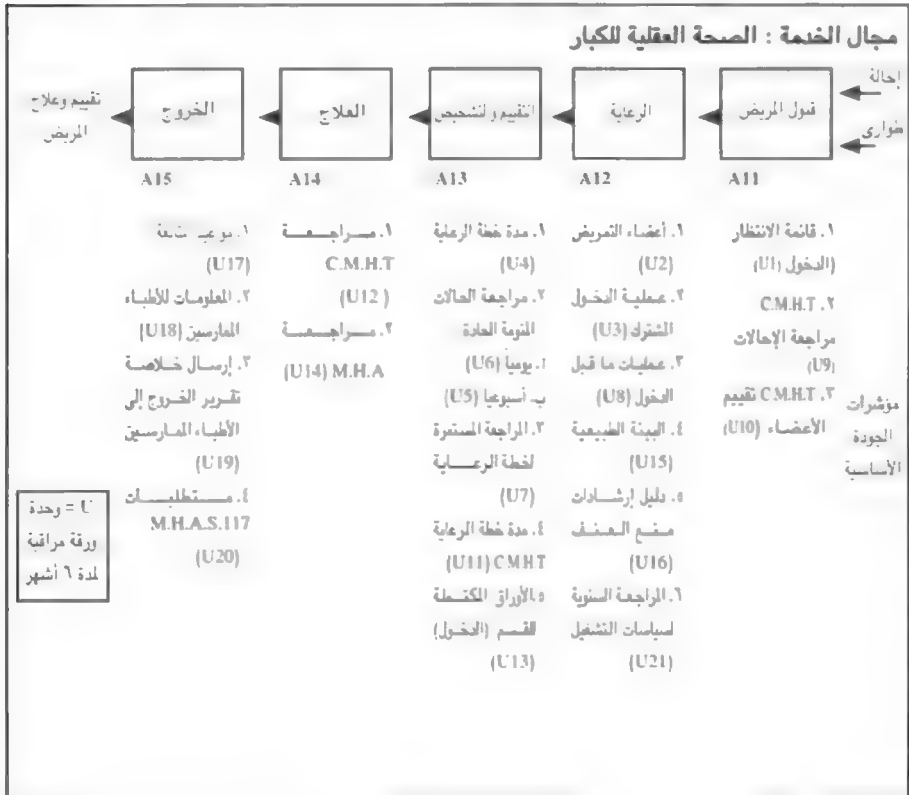 مجال الخدمة : الصحة العقلية للكبار
إحالة
طوارئ
قبول المريض
الرعاية
التقييم والتشخيص
العلاج
الخروج
تقييم وعلاج
المريض
A11
A12
A13
A14
A15
مؤشرات
الجودة
الأساسية
١. قائمة الانتظار
(الدخول (U1)
٢. C.M.H.T
مراجعة الإحالات
(U9)
٣. C.M.H.T تقييم
الأعضاء (U10)
١. أعضاء التمريض
(U2)
٢. عملية الدخول
المشترك (U3)
٣. عمليات ما قبل
الدخول (U8)
٤. البيئة الطبيعية
(U15)
٥. دليل إرشادات
منع العنف
(U16)
٦. المراجعة السنوية
لسياسات التشغيل
(U21)
١. مدة خطة الرعاية
(U4)
٢. مراجعة الحالات
المنومة الحادة
أ. يومياً (U6)
ب. أسبوعيا (U5)
٣. المراجعة المستمرة
لخطة الرعاية
(U7)
٤. مدة خطة الرعاية
(U11) CMHT
٥. الأوراق المكتملة
للقسم (الدخول)
(U13)
١. مراجعة
C.M.H.T
(U12)
٢. مراجعة
(U14) M.H.A
١.
(U17)
٢. المعلومات للأطباء
الممارسين (U18)
٣. إرسال خلاصة
تقرير الخروج إلى
الأطباء الممارسين
(U19)
٤. متطلبات
M.H.A.S.117
(U20)
U = وحدة
ورقة مراقبة
لمدة ٦ أشهر